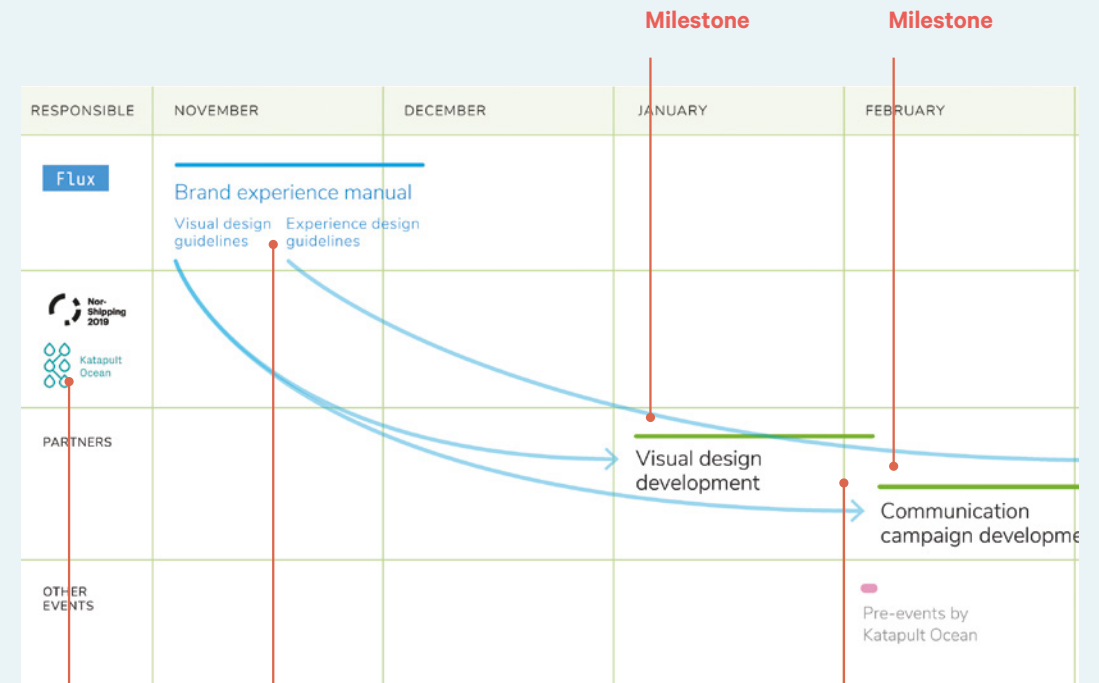 Milestone
Milestone
RESPONSIBLE
NOVEMBER
DECEMBER
JANUARY
FEBRUARY
Flux
Brand experience manual
Visual design
guidelines
Experience design
guidelines
Nor-
Shipping
2019
Katapult
Ocean
PARTNERS
Visual design
development
Communication
campaign developme
OTHER
EVENTS
Pre-events by
Katapult Ocean